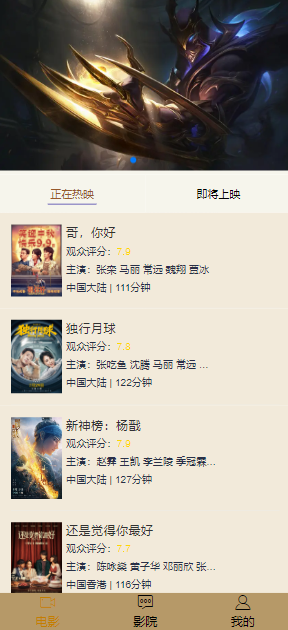 正在热映
即将上映
哥，你好
观众评分：7.9
主演：张栾 马丽 常远 魏翔 贾冰
中国大陆 | 111分钟
独行月球
观众评分：7.8
主演：张吃鱼 沈腾 马丽 常远 ...
中国大陆 | 122分钟
新神榜：杨戬
观众评分：7.9
主演：赵霁 王凯 李兰陵 季冠霖...
中国大陆 | 127分钟
还是觉得你最好
观众评分：7.7
主演：陈咏燊 黄子华 邓丽欣 张...
中国香港 | 116分钟
电影
影院
我的